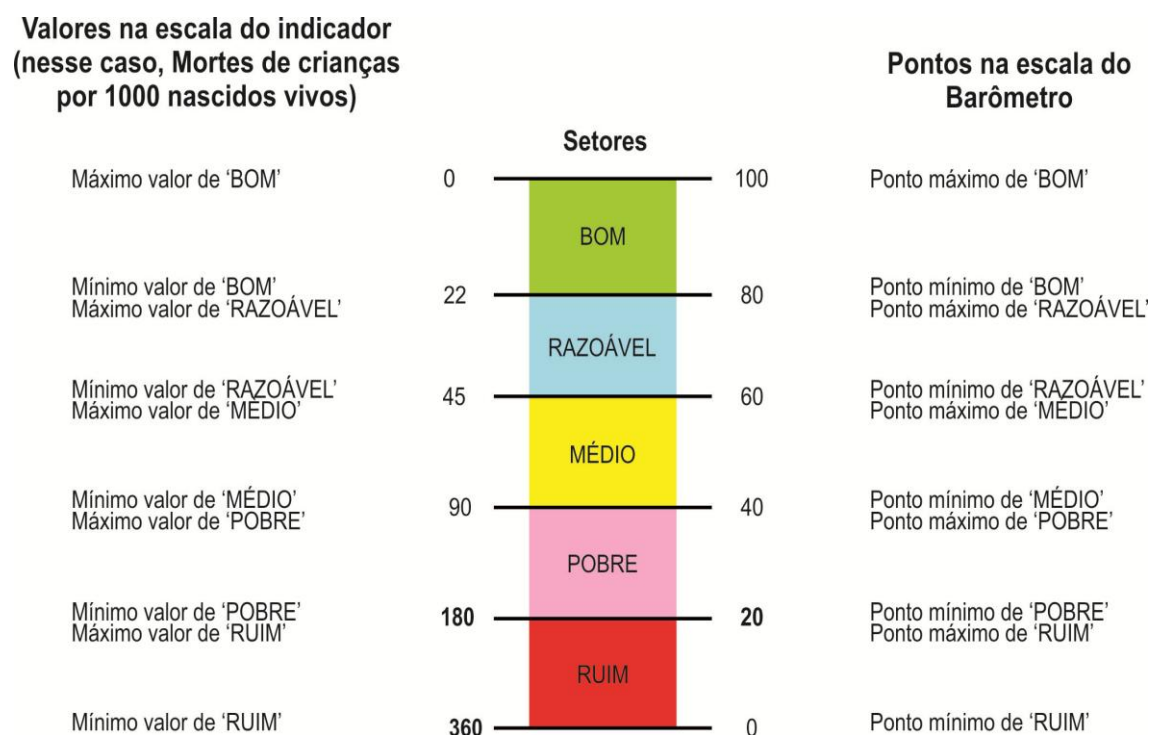 Valores na escala do indicador
(nesse caso, Mortes de crianças
por 1000 nascidos vivos)
Pontos na escala do
Barômetro
Setores
Máximo valor de ‘BOM’ 0 100 Ponto máximo de ‘BOM’
BOM
Mínimo valor de ‘BOM’ Ponto mínimo de ‘BOM’
22 80
Máximo valor de ‘RAZOÁVEL’ Ponto máximo de ‘RAZOÁVEL’
RAZOÁVEL
Mínimo valor de ‘RAZOÁVEL’ Ponto mínimo de ‘RAZOÁVEL’
45 60
Máximo valor de ‘MÉDIO’ Ponto máximo de ‘MÉDIO’
MÉDIO
Mínimo valor de ‘MÉDIO’ Ponto mínimo de ‘MÉDIO’
90 40
Máximo valor de ‘POBRE’ Ponto máximo de ‘POBRE’
POBRE
Mínimo valor de ‘POBRE’ Ponto mínimo de ‘POBRE’
180 20
Máximo valor de ‘RUIM’ Ponto máximo de ‘RUIM’
RUIM
Mínimo valor de ‘RUIM’ 360 0 Ponto mínimo de ‘RUIM’